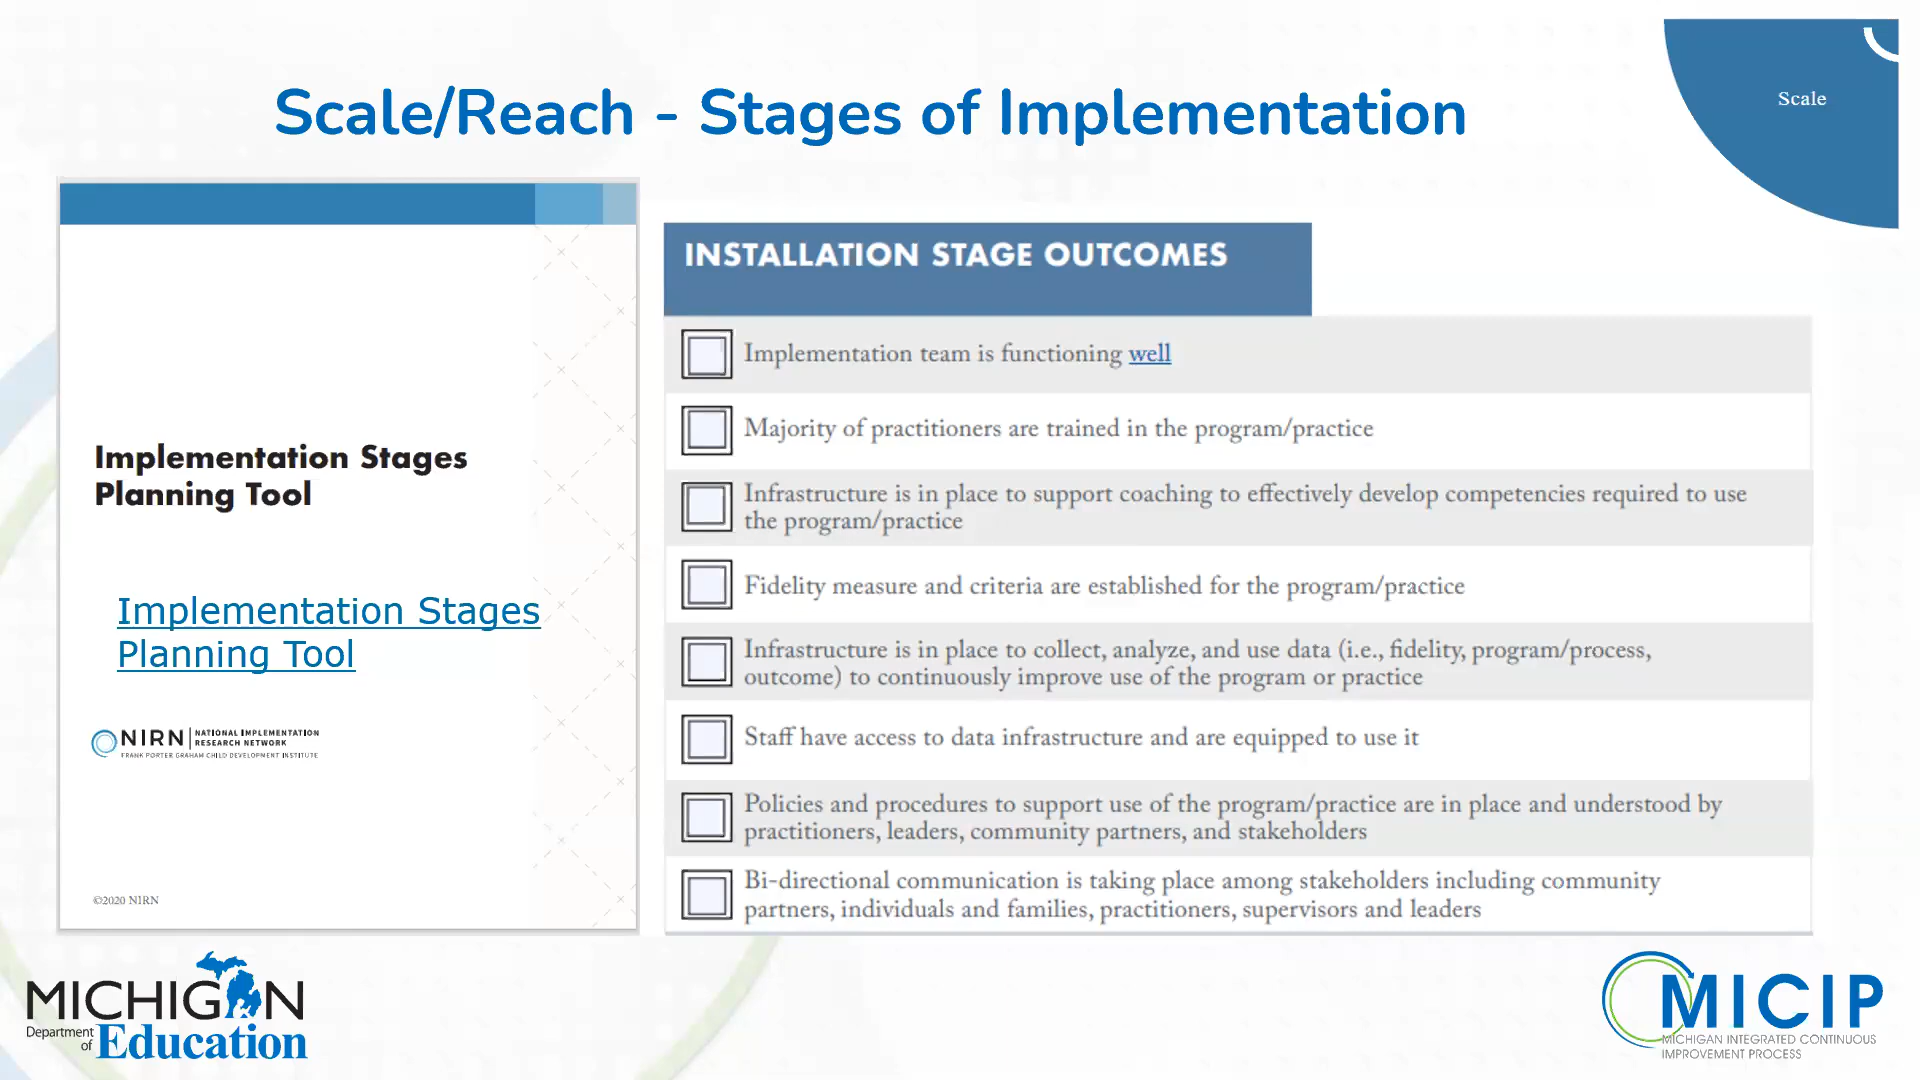 Scale/Reach - Stages of Implementation
Scale
Implementation Stages
Planning Tool
Implementation Stages
Planning Tool
NIRN NATIONAL IMPLEMENTATION
RESEARCH NETWORK
FRANK PORTER GRAHAM CHILD DEVELOPMENT INSTITUTE
©2020 NIRN
INSTALLATION STAGE OUTCOMES
Implementation team is functioning well
Majority of practitioners are trained in the program/practice
Infrastructure is in place to support coaching to effectively develop competencies required to use
the program/practice
Fidelity measure and criteria are established for the program/practice
Infrastructure is in place to collect, analyze, and use data (i.e., fidelity, program/process,
outcome) to continuously improve use of the program or practice
Staff have access to data infrastructure and are equipped to use it
Policies and procedures to support use of the program/practice are in place and understood by
practitioners, leaders, community partners, and stakeholders
Bi-directional communication is taking place among stakeholders including community
partners, individuals and families, practitioners, supervisors and leaders
MICHIGAN
Department
of Education
MICIP
MICHIGAN INTEGRATED CONTINUOUS
IMPROVEMENT PROCESS